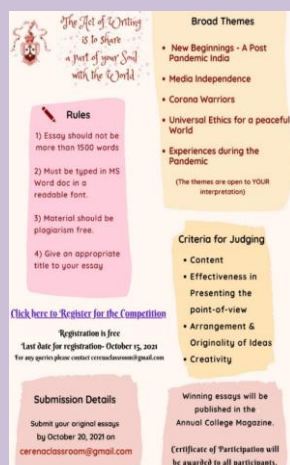 The Act of Writing
is to share
a part of your Soul
with the World
Rules
1) Essay should not be
more than 1500 words
2) Must be typed in MS
Word doc in a
readable font.
3) Material should be
plagiarism free.
4) Give an appropriate
title to your essay
Click here to Register for the Competition
Registration is free
Last date for registration- October 15, 2021
For any queries please contact cerenaclassroom@gmail.com
Submission Details
Submit your original essays
by October 20, 2021 on
cerenaclassroom@gmail.com
Broad Themes
• New Beginnings - A Post
Pandemic India
• Media Independence
• Corona Warriors
• Universal Ethics for a peaceful
World
• Experiences during the
Pandemic
(The themes are open to YOUR
interpretation)
Criteria for Judging
• Content
• Effectiveness in
Presenting the
point-of-view
• Arrangement &
Originality of Ideas
• Creativity
Winning essays will be
published in the
Annual College Magazine.
Certificate of Participation will
be awarded to all participants.